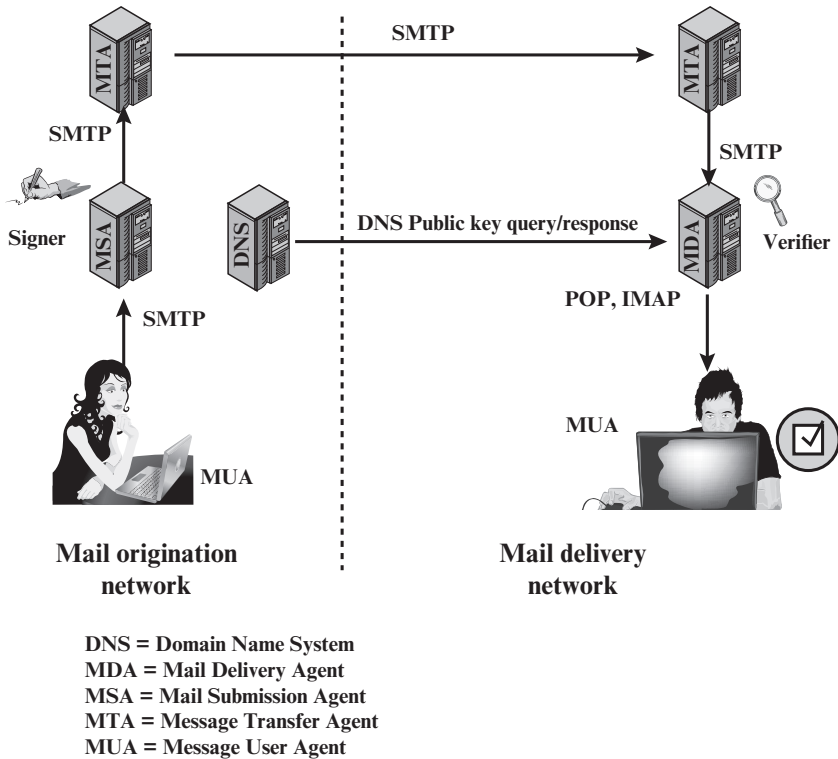 SMTP
MTA
MTA
SMTP
SMTP
Signer
MSA
DNS
DNS Public key query/response
MDA
Verifier
SMTP
POP, IMAP
MUA
MUA
Mail origination
network
Mail delivery
network
DNS = Domain Name System
MDA = Mail Delivery Agent
MSA = Mail Submission Agent
MTA = Message Transfer Agent
MUA = Message User Agent